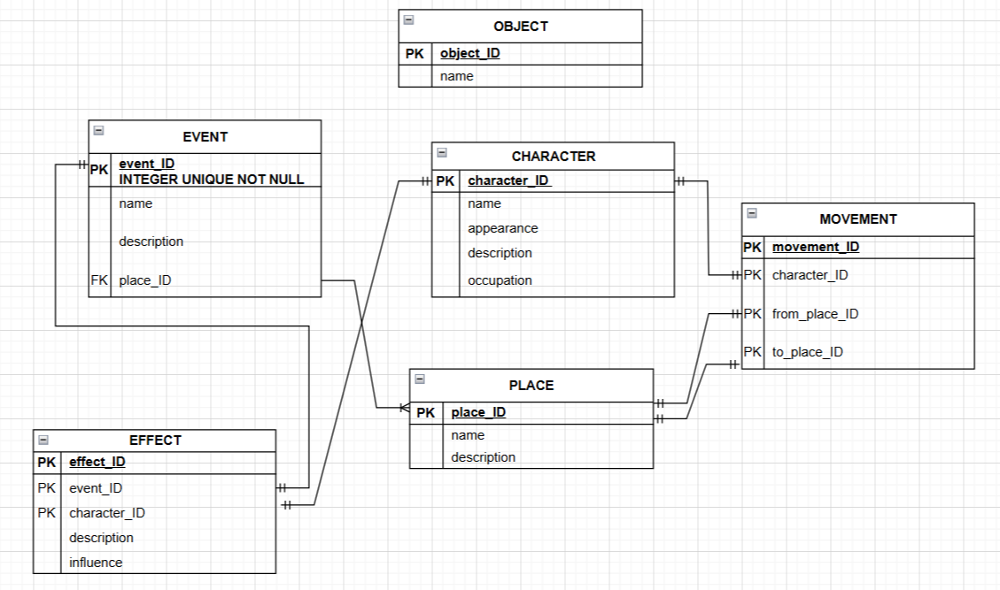 OBJECT
PK object_ID
name
EVENT
PK event_ID
INTEGER UNIQUE NOT NULL
name
description
FK place_ID
CHARACTER
PK character_ID
name
appearance
description
occupation
MOVEMENT
PK movement_ID
PK character_ID
PK from_place_ID
PK to_place_ID
PLACE
PK place_ID
name
description
EFFECT
PK effect_ID
PK event_ID
PK character_ID
description
influence